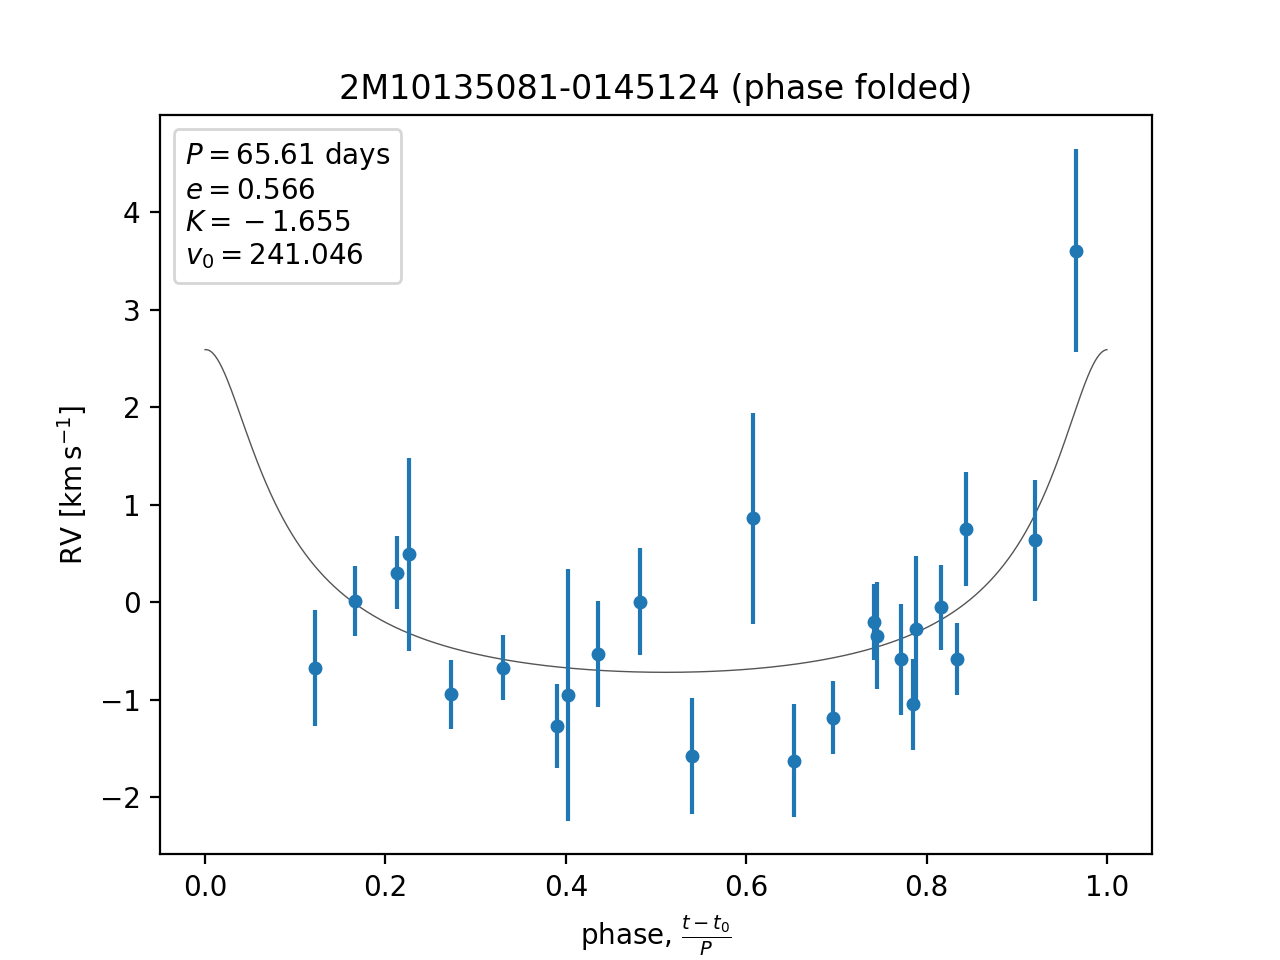 2M10135081-0145124 (phase folded)
P = 65.61 days
e = 0.566
K = −1.655
v₀ = 241.046
4
3
2
1
0
−1
−2
RV [km s⁻¹]
0.0 0.2 0.4 0.6 0.8 1.0
phase, (t − t₀)/P